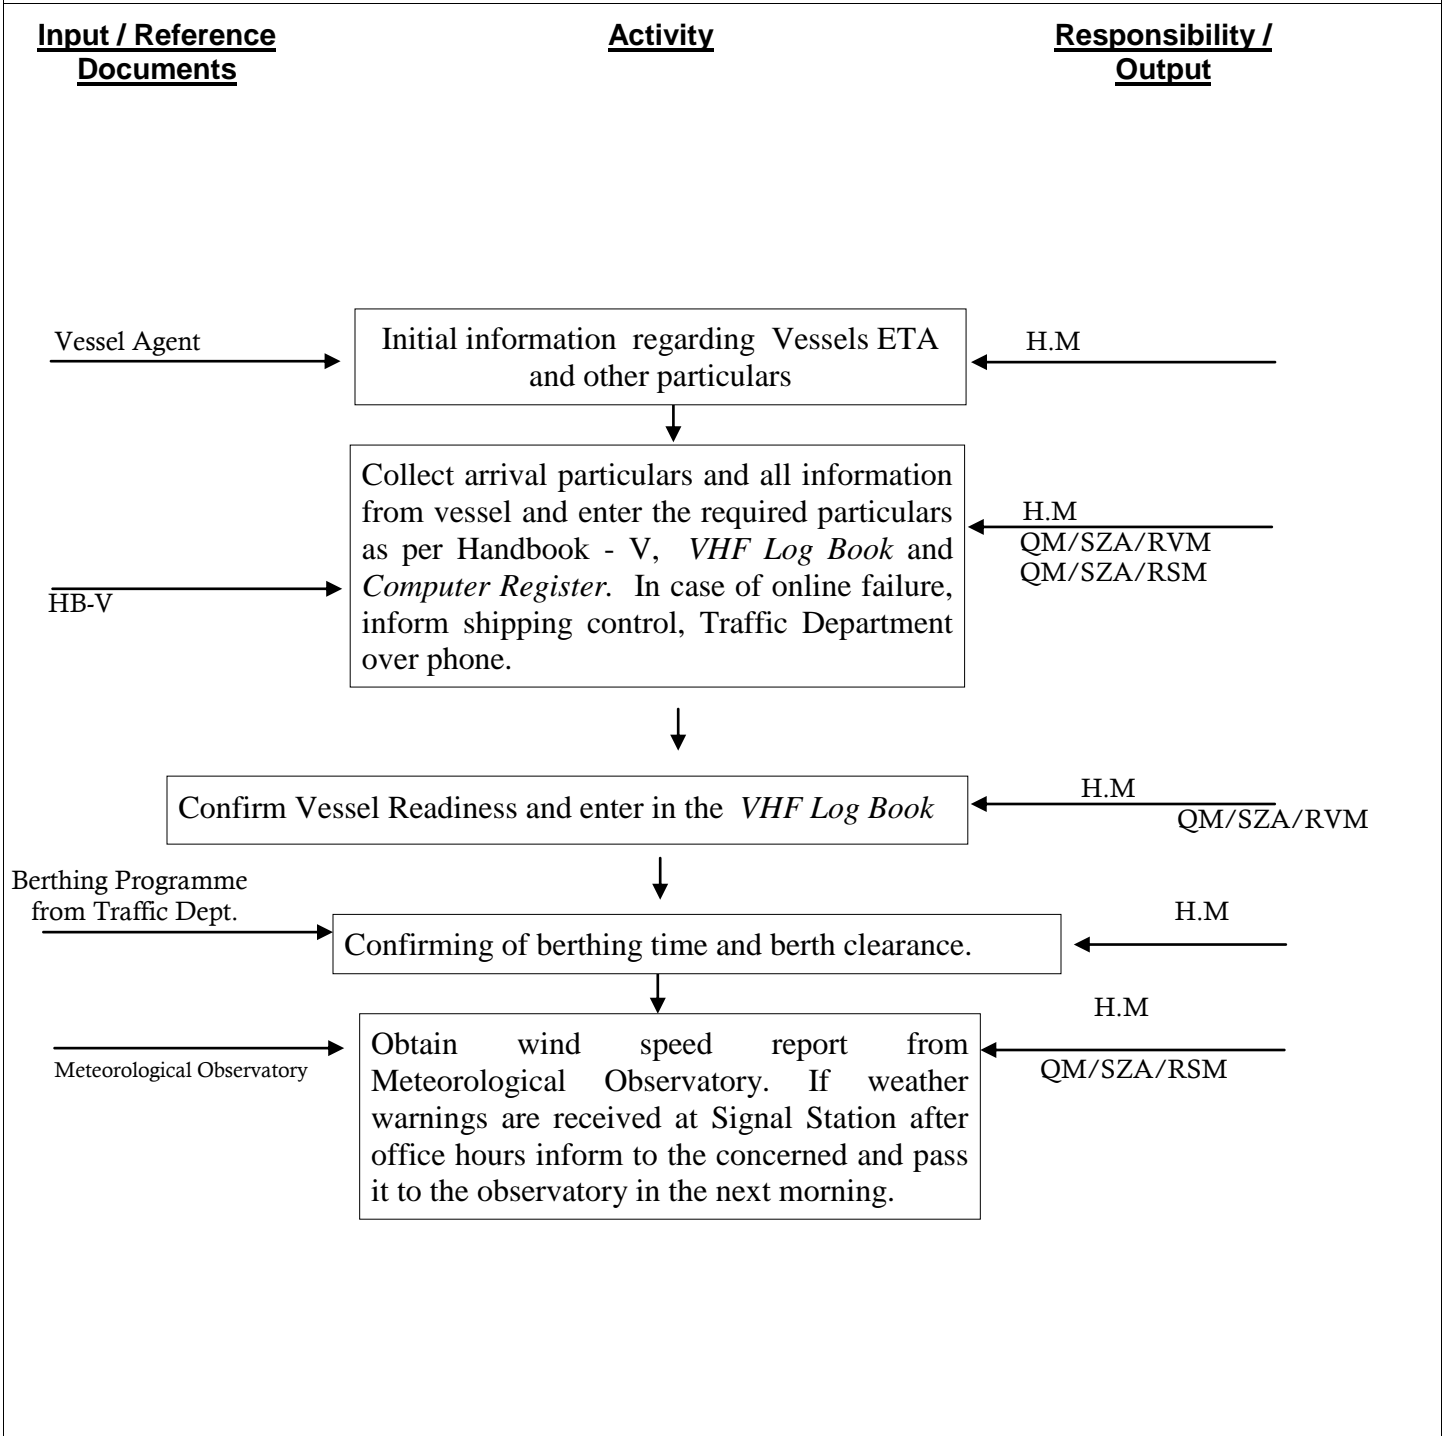 Input / Reference
Documents
Activity
Responsibility /
Output
Vessel Agent
Initial information regarding Vessels ETA
and other particulars
H.M
Collect arrival particulars and all information
from vessel and enter the required particulars
as per Handbook - V, VHF Log Book and
Computer Register. In case of online failure,
inform shipping control, Traffic Department
over phone.
HB-V
H.M
QM/SZA/RVM
QM/SZA/RSM
Confirm Vessel Readiness and enter in the VHF Log Book
H.M
QM/SZA/RVM
Berthing Programme
from Traffic Dept.
Confirming of berthing time and berth clearance.
H.M
Meteorological Observatory
Obtain wind speed report from
Meteorological Observatory. If weather
warnings are received at Signal Station after
office hours inform to the concerned and pass
it to the observatory in the next morning.
H.M
QM/SZA/RSM